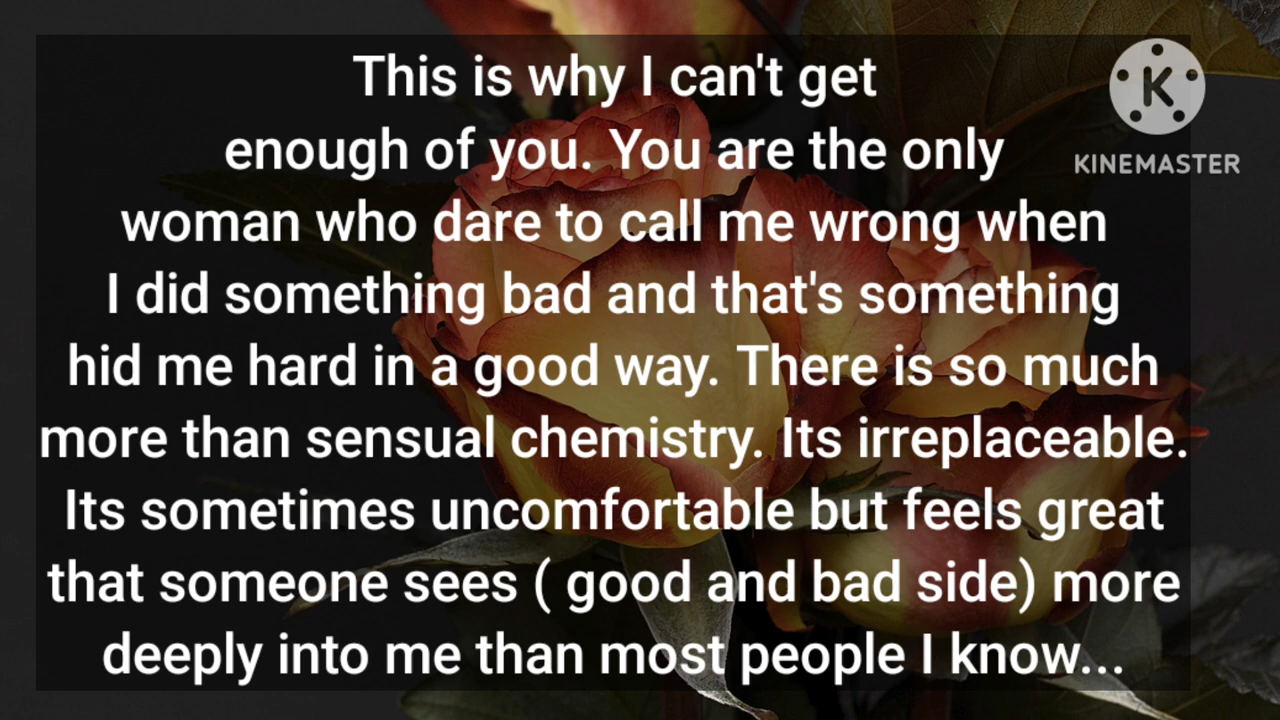 This is why I can't get
enough of you. You are the only
woman who dare to call me wrong when
I did something bad and that's something
hid me hard in a good way. There is so much
more than sensual chemistry. Its irreplaceable.
Its sometimes uncomfortable but feels great
that someone sees ( good and bad side) more
deeply into me than most people I know...
K
KINEMASTER